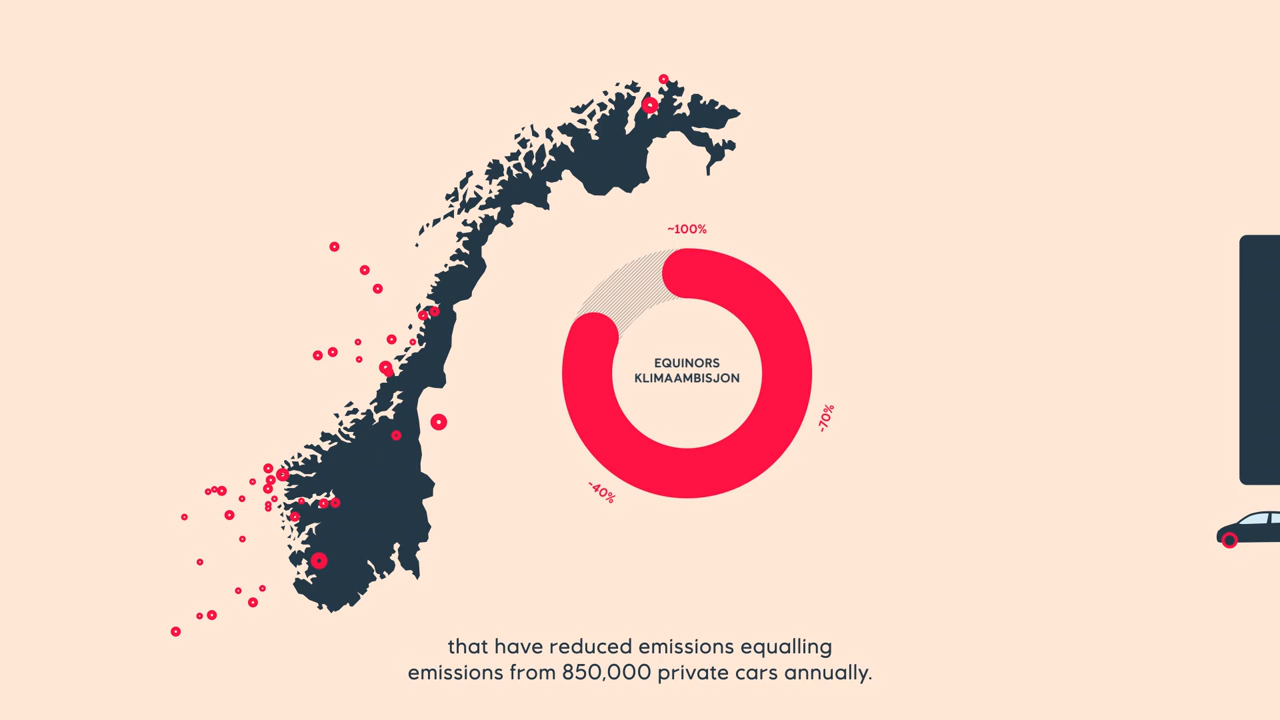 ~100%
EQUINORS
KLIMAAMBISJON
-70%
-40%
that have reduced emissions equalling
emissions from 850,000 private cars annually.